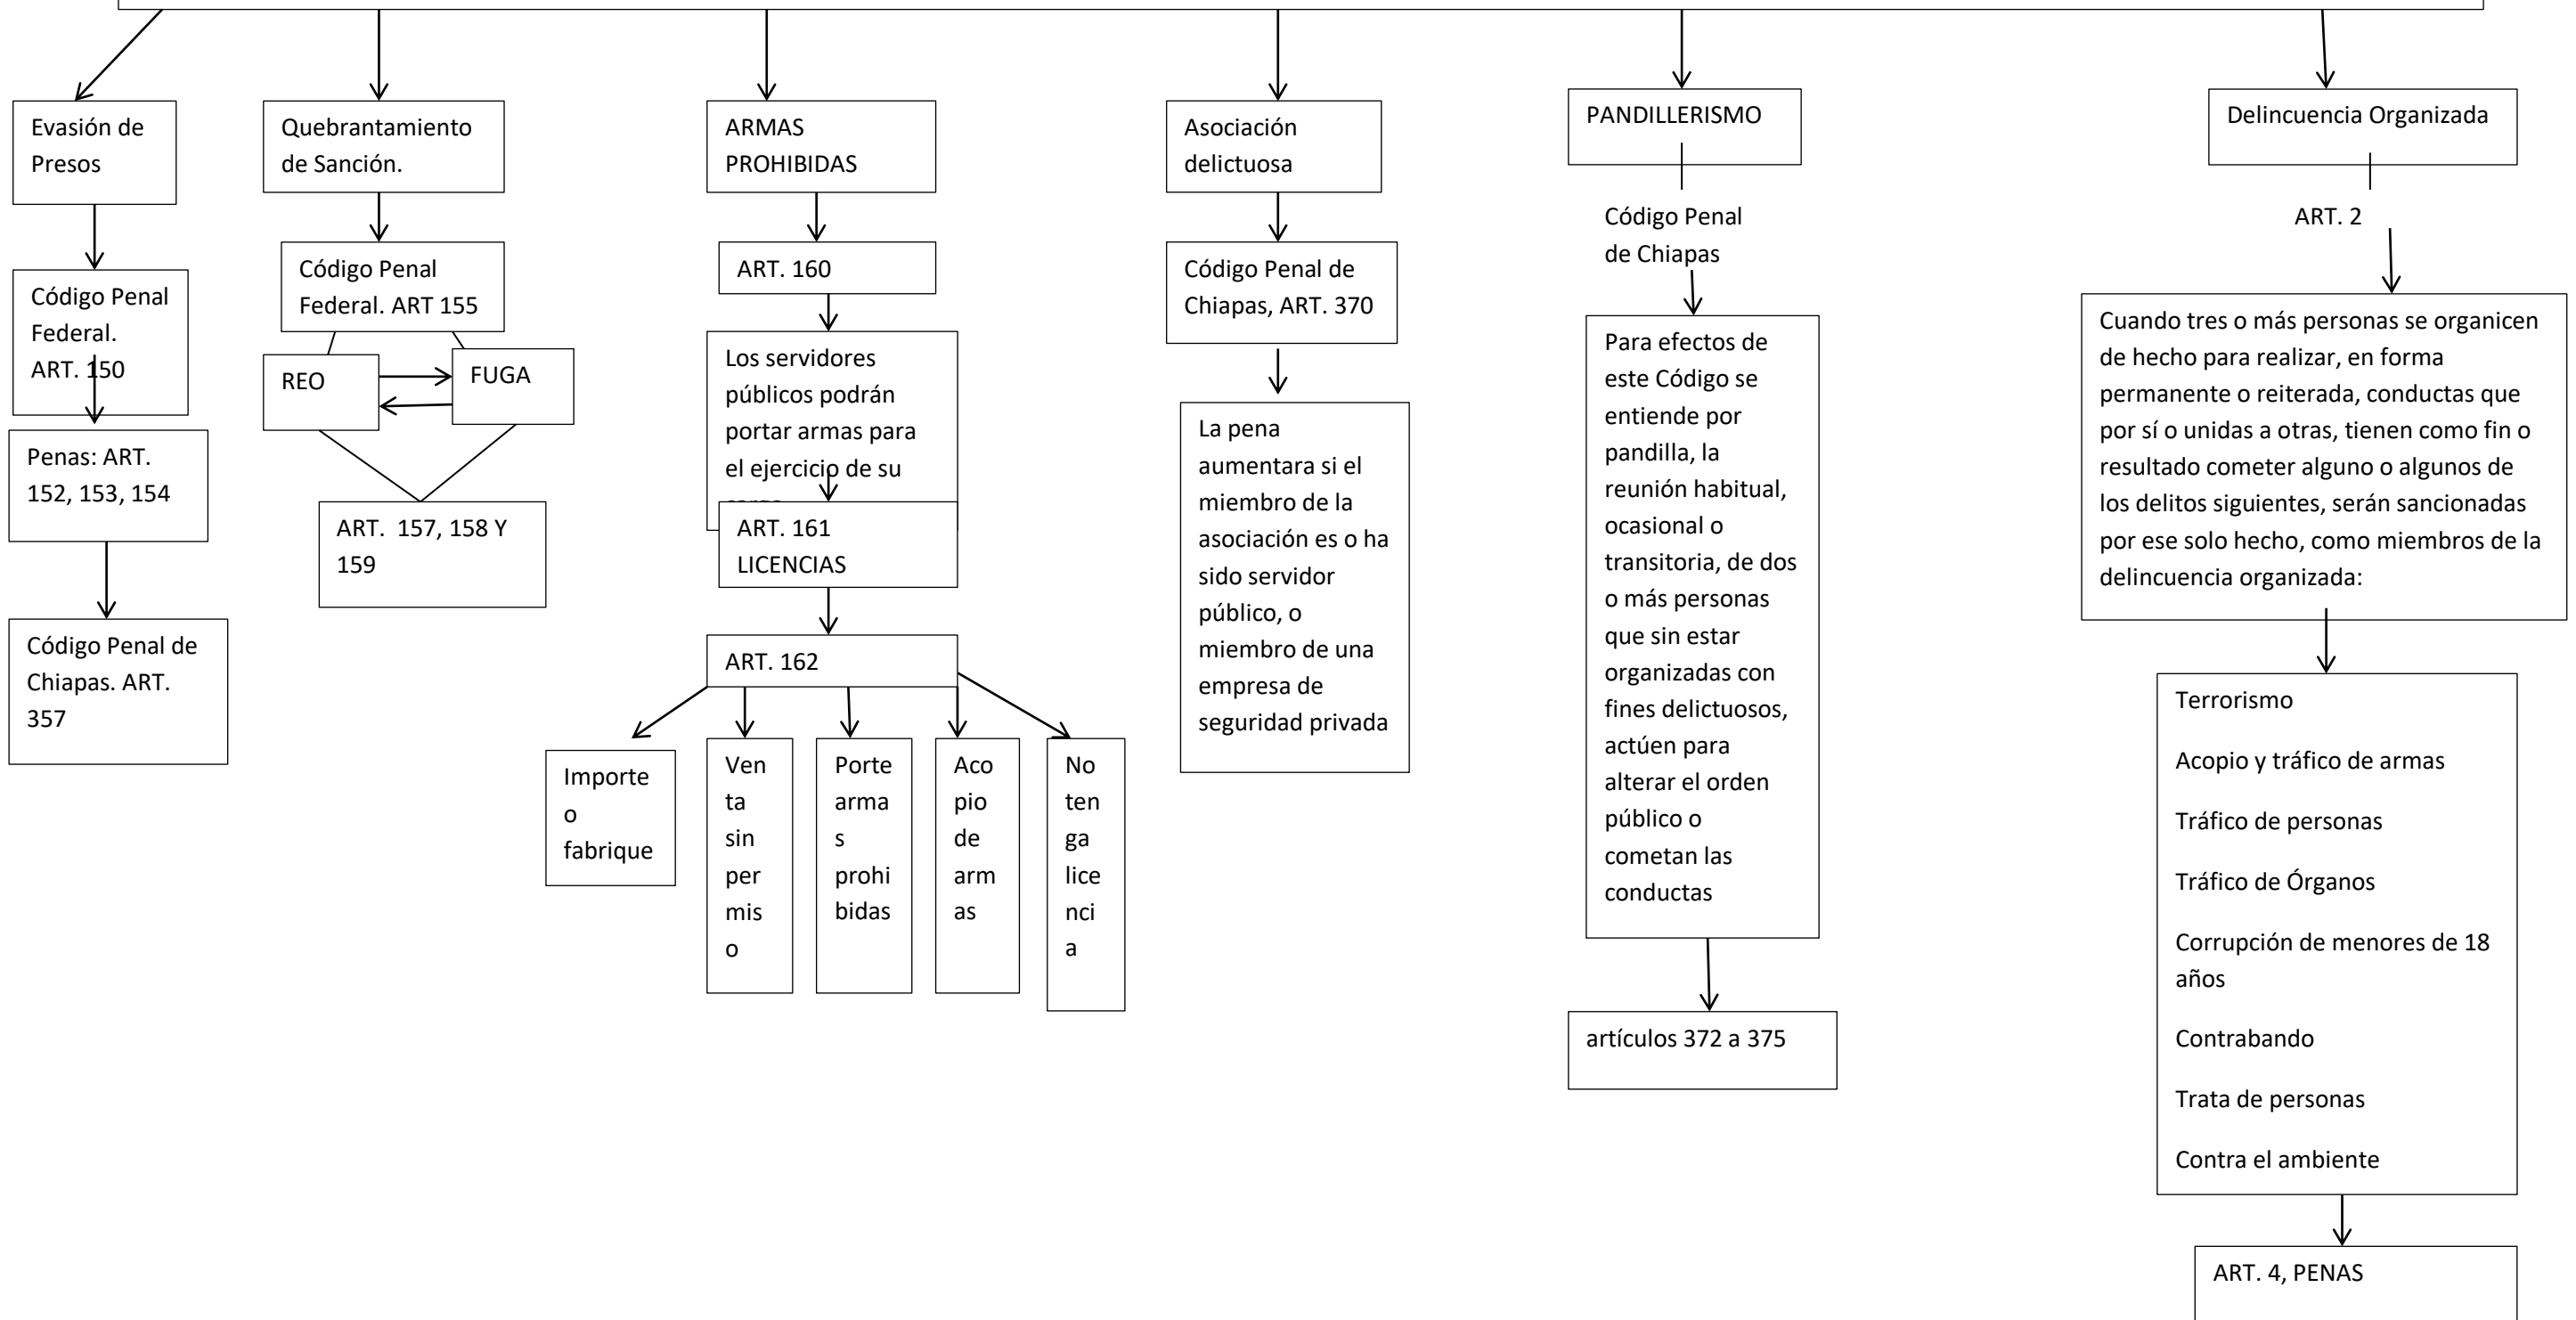 Evasión de
Presos
Código Penal
Federal.
ART. 150
Penas: ART.
152, 153, 154
Código Penal de
Chiapas. ART.
357
Quebrantamiento
de Sanción.
Código Penal
Federal. ART 155
REO
FUGA
ART. 157, 158 Y
159
ARMAS
PROHIBIDAS
ART. 160
Los servidores
públicos podrán
portar armas para
el ejercicio de su
ART. 161
LICENCIAS
ART. 162
Importe
o
fabrique
Ven
ta
sin
per
mis
o
Porte
arma
s
prohi
bidas
Aco
pio
de
arm
as
No
ten
ga
lice
nci
a
Asociación
delictuosa
Código Penal de
Chiapas, ART. 370
La pena
aumentara si el
miembro de la
asociación es o ha
sido servidor
público, o
miembro de una
empresa de
seguridad privada
PANDILLERISMO
Código Penal
de Chiapas
Para efectos de
este Código se
entiende por
pandilla, la
reunión habitual,
ocasional o
transitoria, de dos
o más personas
que sin estar
organizadas con
fines delictuosos,
actúen para
alterar el orden
público o
cometan las
conductas
artículos 372 a 375
Delincuencia Organizada
ART. 2
Cuando tres o más personas se organicen
de hecho para realizar, en forma
permanente o reiterada, conductas que
por sí o unidas a otras, tienen como fin o
resultado cometer alguno o algunos de
los delitos siguientes, serán sancionadas
por ese solo hecho, como miembros de la
delincuencia organizada:
Terrorismo
Acopio y tráfico de armas
Tráfico de personas
Tráfico de Órganos
Corrupción de menores de 18
años
Contrabando
Trata de personas
Contra el ambiente
ART. 4, PENAS